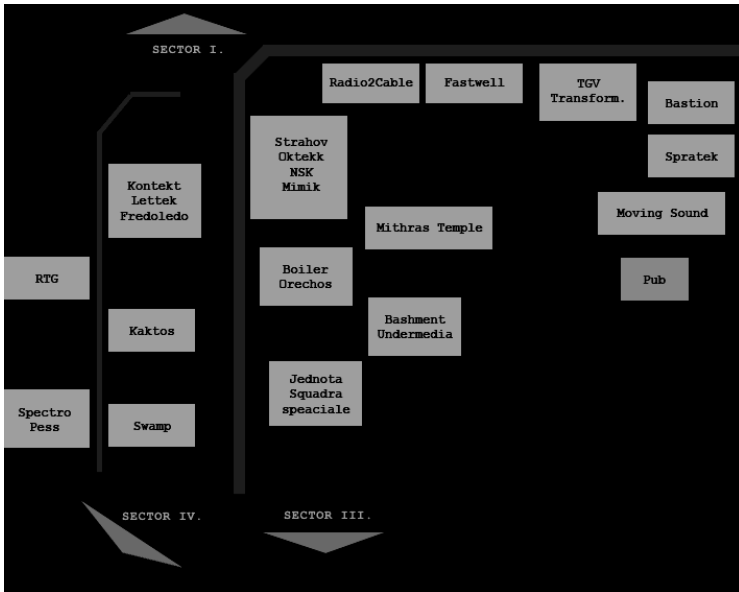 SECTOR I.
Radio2Cable
Fastwell
TGV
Transform.
Bastion
Strahov
Oktekk
NSK
Mimik
Spratek
Kontekt
Lettek
Fredoledo
Moving Sound
Mithras Temple
RTG
Boiler
Orechos
Pub
Kaktos
Bashment
Undermedia
Jednota
Squadra
speaciale
Spectro
Pess
Swamp
SECTOR IV.
SECTOR III.